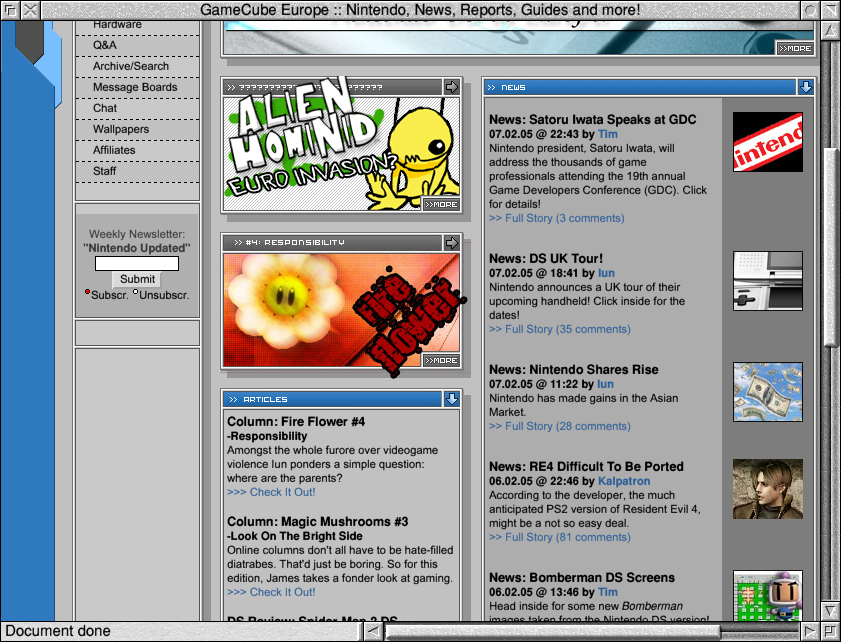 GameCube Europe :: Nintendo, News, Reports, Guides and more!
Hardware
Q&A
Archive/Search
Message Boards
Chat
Wallpapers
Affiliates
Staff
Weekly Newsletter:
"Nintendo Updated"
Submit
Subscr. Unsubscr.
>>MORE
>> ???????????????????????
ALIEN
HOMINID
EURO INVASION?
>>MORE
>> #4: RESPONSIBILITY
FIRE
FLOWER
>>MORE
>> ARTICLES
Column: Fire Flower #4
-Responsibility
Amongst the whole furore over videogame
violence Iun ponders a simple question:
where are the parents?
>>> Check It Out!
Column: Magic Mushrooms #3
-Look On The Bright Side
Online columns don't all have to be hate-filled
diatrabes. That'd just be boring. So for this
edition, James takes a fonder look at gaming.
>>> Check It Out!
DS Review: Spider-Man 2 DS
>> NEWS
News: Satoru Iwata Speaks at GDC
07.02.05 @ 22:43 by Tim
Nintendo president, Satoru Iwata, will
address the thousands of game
professionals attending the 19th annual
Game Developers Conference (GDC). Click
for details!
>> Full Story (3 comments)
News: DS UK Tour!
07.02.05 @ 18:41 by Iun
Nintendo announces a UK tour of their
upcoming handheld! Click inside for the
dates!
>> Full Story (35 comments)
News: Nintendo Shares Rise
07.02.05 @ 11:22 by Iun
Nintendo has made gains in the Asian
Market.
>> Full Story (28 comments)
News: RE4 Difficult To Be Ported
06.02.05 @ 22:46 by Kalpatron
According to the developer, the much
anticipated PS2 version of Resident Evil 4,
might be a not so easy deal.
>> Full Story (81 comments)
News: Bomberman DS Screens
06.02.05 @ 13:46 by Tim
Head inside for some new Bomberman
images taken from the Nintendo DS version!
Document done